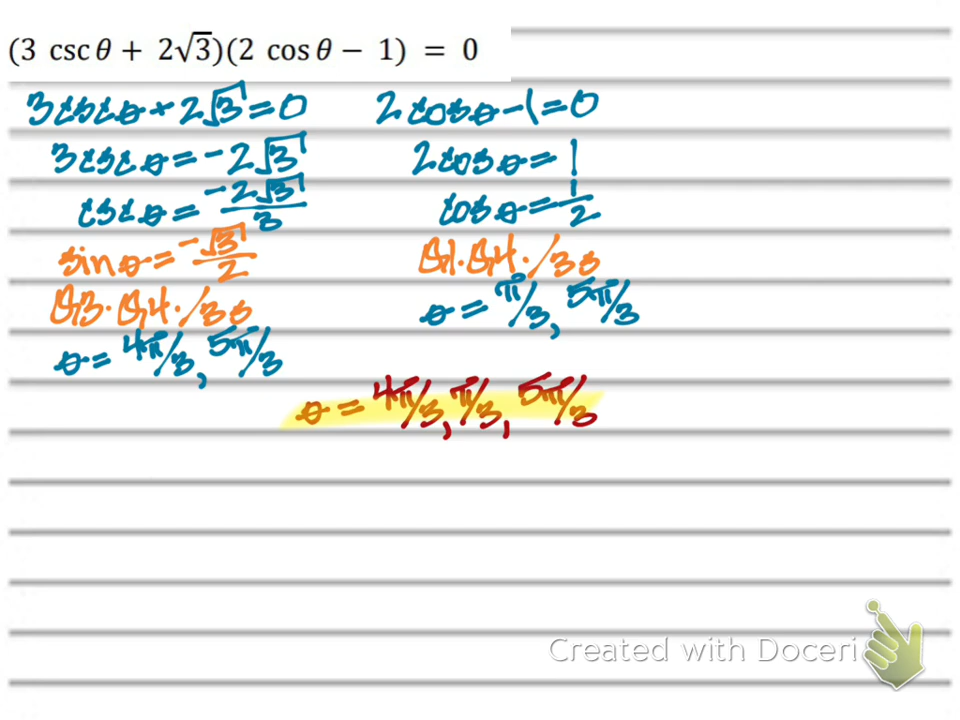 (3 csc θ + 2√3)(2 cos θ − 1) = 0
3cscθ + 2√3 = 0
3cscθ = -2√3
cscθ = -2√3/3
sinθ = -√3/2
Q3·Q4·/3s
θ = 4π/3, 5π/3
2cosθ - 1 = 0
2cosθ = 1
cosθ = 1/2
Q1·Q4·/3s
θ = π/3, 5π/3
θ = 4π/3, π/3, 5π/3
Created with Doceri